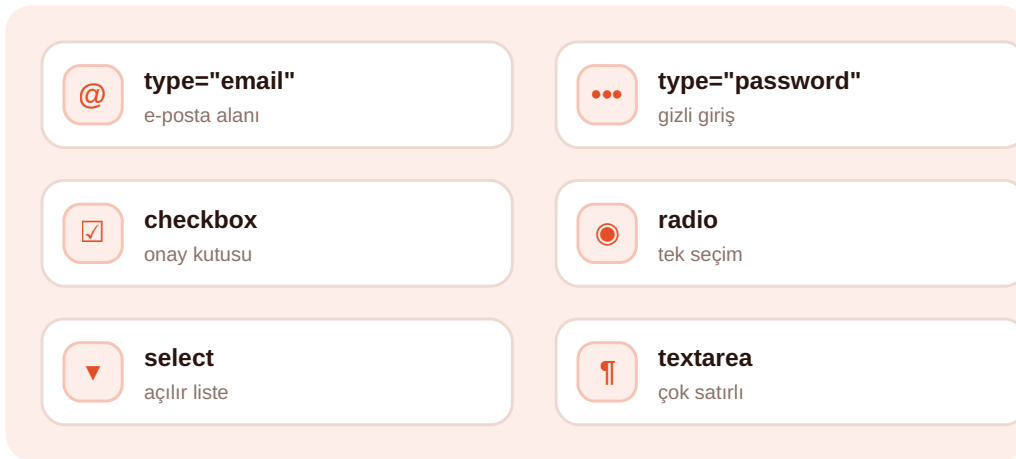 @ type="email"
e-posta alanı
••• type="password"
gizli giriş
☑ checkbox
onay kutusu
◉ radio
tek seçim
▼ select
açılır liste
¶ textarea
çok satırlı